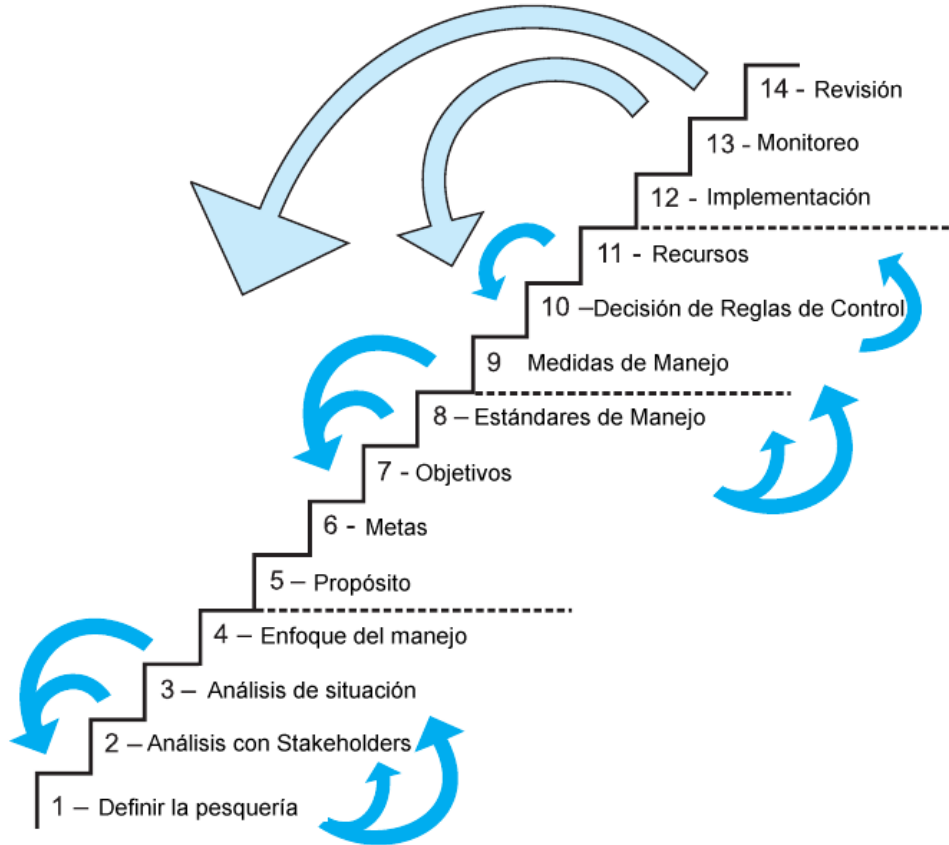 14 - Revisión
13 - Monitoreo
12 - Implementación
11 - Recursos
10 –Decisión de Reglas de Control
9 Medidas de Manejo
8 – Estándares de Manejo
7 - Objetivos
6 - Metas
5 – Propósito
4 – Enfoque del manejo
3 – Análisis de situación
2 – Análisis con Stakeholders
1 – Definir la pesquería